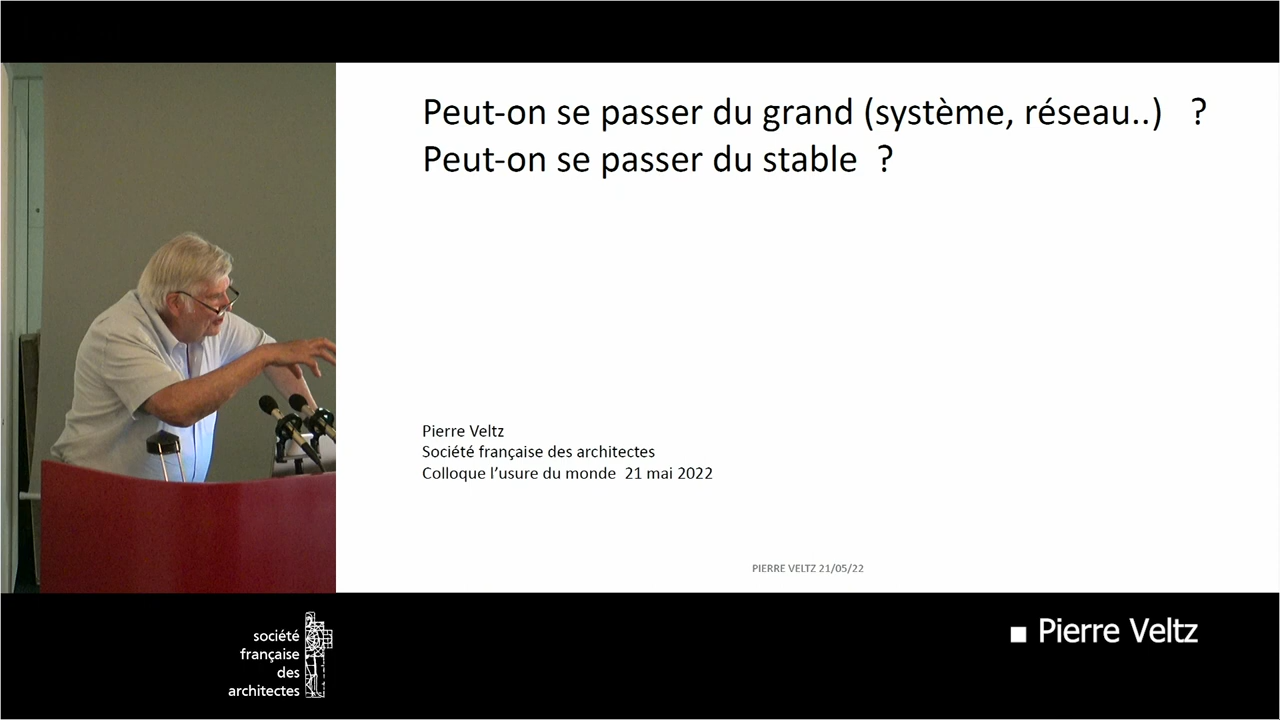 Peut-on se passer du grand (système, réseau..) ?
Peut-on se passer du stable ?
Pierre Veltz
Société française des architectes
Colloque l’usure du monde 21 mai 2022
PIERRE VELTZ 21/05/22
société
française
des
architectes
Pierre Veltz